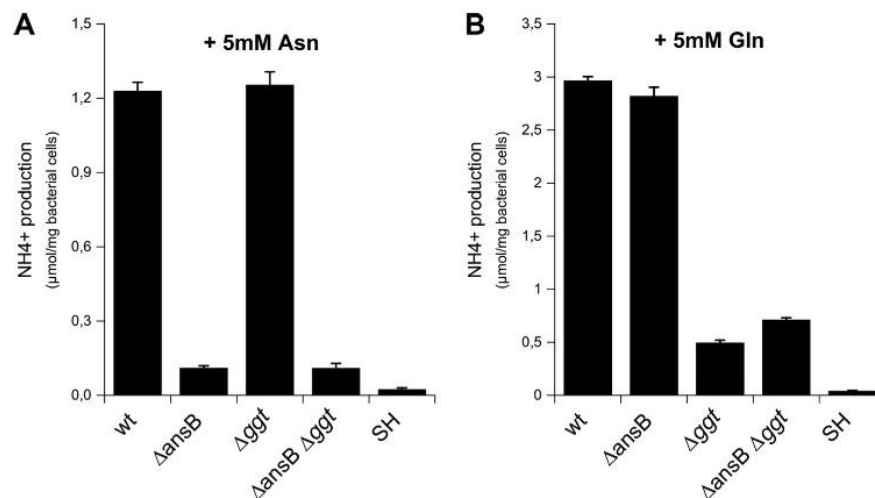 A
+ 5mM Asn
NH4+ production
(µmol/mg bacterial cells)
1,5
1,2
0,9
0,6
0,3
0,0
wt
ΔansB
Δggt
ΔansB Δggt
SH
B
+ 5mM Gln
NH4+ production
(µmol/mg bacterial cells)
3,5
3
2,5
2
1,5
1
0,5
0
wt
ΔansB
Δggt
ΔansB Δggt
SH